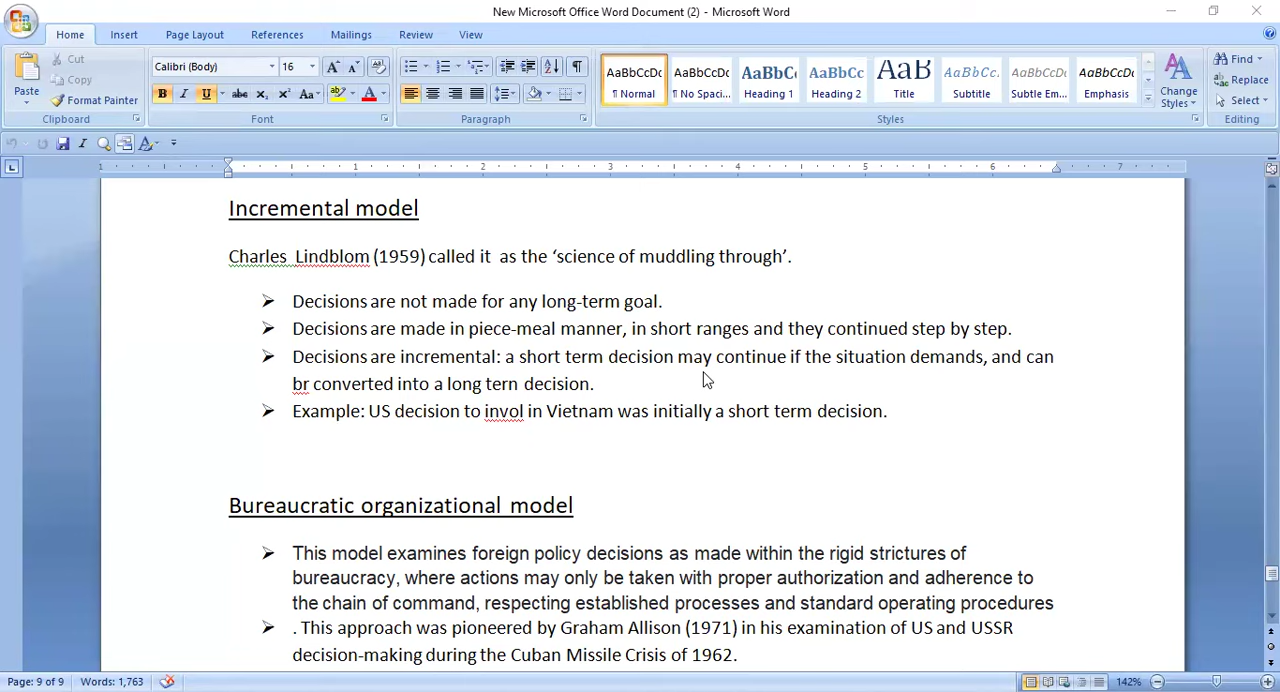 New Microsoft Office Word Document (2) - Microsoft Word
Home Insert Page Layout References Mailings Review View
Cut
Copy
Format Painter
Paste
Clipboard
Calibri (Body) 16
Font
Paragraph
AaBbCcDc AaBbCcDc AaBbCc AaBbCc AaB AaBbCc. AaBbCcDc AaBbCcDc
¶ Normal ¶ No Spaci... Heading 1 Heading 2 Title Subtitle Subtle Em... Emphasis
Change Styles
Styles
Find
Replace
Select
Editing
1 1 2 3 4 5 6 7
Incremental model
Charles Lindblom (1959) called it as the ‘science of muddling through’.
Decisions are not made for any long-term goal.
Decisions are made in piece-meal manner, in short ranges and they continued step by step.
Decisions are incremental: a short term decision may continue if the situation demands, and can
br converted into a long tern decision.
Example: US decision to invol in Vietnam was initially a short term decision.
Bureaucratic organizational model
This model examines foreign policy decisions as made within the rigid strictures of
bureaucracy, where actions may only be taken with proper authorization and adherence to
the chain of command, respecting established processes and standard operating procedures
. This approach was pioneered by Graham Allison (1971) in his examination of US and USSR
decision-making during the Cuban Missile Crisis of 1962.
Page: 9 of 9 Words: 1,763 142%